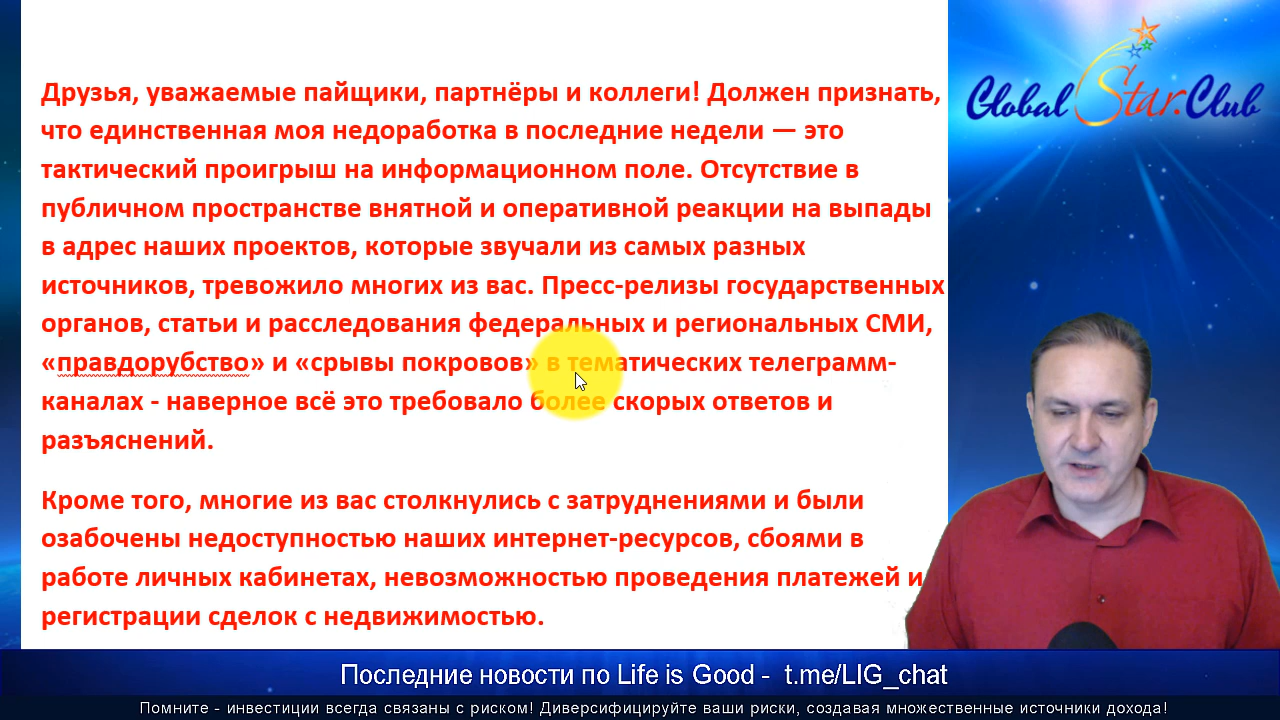 Друзья, уважаемые пайщики, партнёры и коллеги! Должен признать,
что единственная моя недоработка в последние недели — это
тактический проигрыш на информационном поле. Отсутствие в
публичном пространстве внятной и оперативной реакции на выпады
в адрес наших проектов, которые звучали из самых разных
источников, тревожило многих из вас. Пресс-релизы государственных
органов, статьи и расследования федеральных и региональных СМИ,
«правдорубство» и «срывы покровов» в тематических телеграмм-
каналах - наверное всё это требовало более скорых ответов и
разъяснений.
Кроме того, многие из вас столкнулись с затруднениями и были
озабочены недоступностью наших интернет-ресурсов, сбоями в
работе личных кабинетах, невозможностью проведения платежей и
регистрации сделок с недвижимостью.
Global Star.Club
Последние новости по Life is Good - t.me/LIG_chat
Помните - инвестиции всегда связаны с риском! Диверсифицируйте ваши риски, создавая множественные источники дохода!